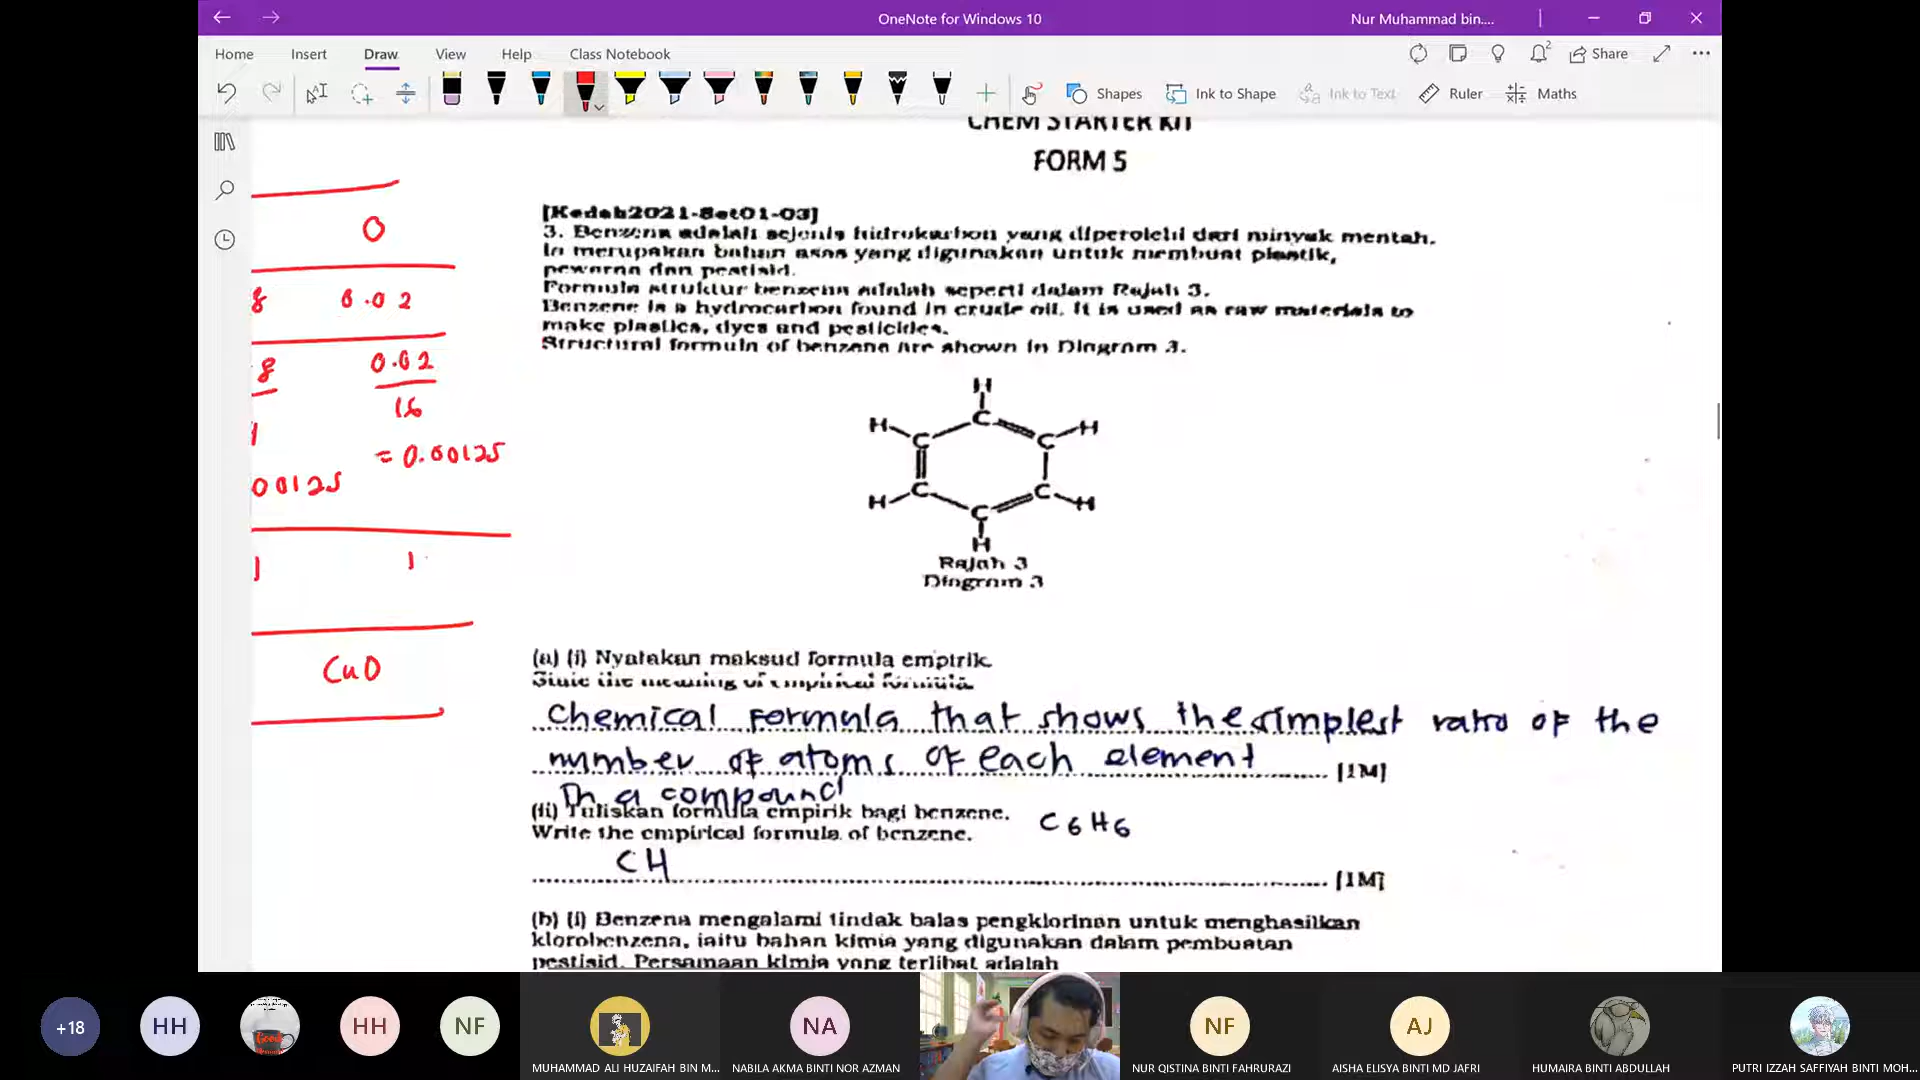 OneNote for Windows 10
Nur Muhammad bin....
Home Insert Draw View Help Class Notebook
2 Share
Shapes Ink to Shape Ink to Text Ruler Maths
CHEM STARTER KIT
FORM 5
[Kedah2021-Set01-03]
3. Benzena adalah sejenis hidrokarbon yang diperolehi dari minyak mentah.
Ia merupakan bahan asas yang digunakan untuk membuat plastik,
pewarna dan pestisid.
Formula struktur benzena adalah seperti dalam Rajah 3.
Benzene is a hydrocarbon found in crude oil. It is used as raw materials to
make plastics, dyes and pesticides.
Structural formula of benzene are shown in Diagram 3.
O
8 0.02
8 0.02
16
= 0.00125
00125
1 1
CuO
H
H C H
C C
C C
H C H
H
Rajah 3
Diagram 3
(a) (i) Nyatakan maksud formula empirik.
State the meaning of empirical formula.
Chemical formula that shows the simplest ratio of the
number of atoms of each element [1M]
In a compound
(ii) Tuliskan formula empirik bagi benzene.
C6H6
Write the empirical formula of benzene.
CH
[1M]
(b) (i) Benzena mengalami tindak balas pengklorinan untuk menghasilkan
klorobenzena, iaitu bahan kimia yang digunakan dalam pembuatan
pestisid. Persamaan kimia yang terlibat adalah
+18 HH HH NF NA NF AJ
MUHAMMAD ALI HUZAIFAH BIN M... NABILA AKMA BINTI NOR AZMAN NUR QISTINA BINTI FAHRURAZI AISHA ELISYA BINTI MD JAFRI HUMAIRA BINTI ABDULLAH PUTRI IZZAH SAFFIYAH BINTI MOH...